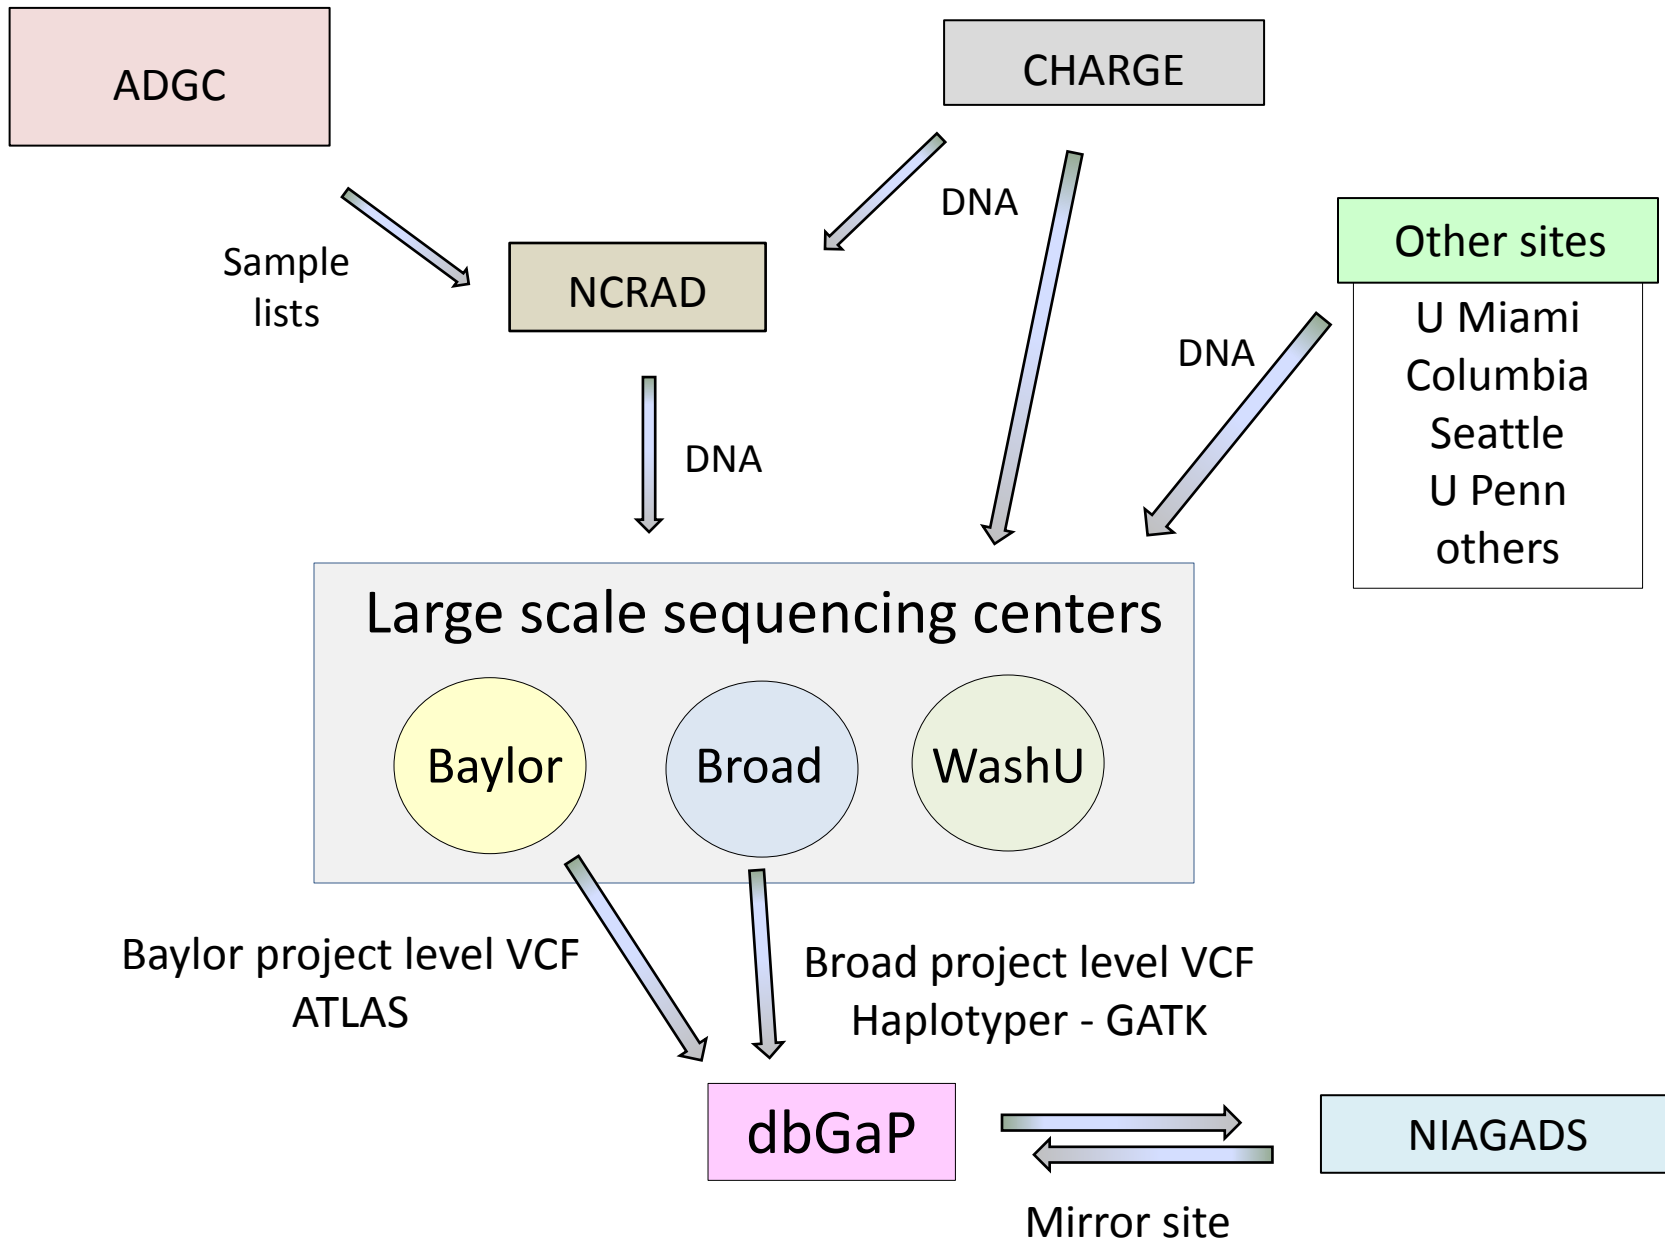 ADGC
CHARGE
DNA
Sample
lists
NCRAD
Other sites
U Miami
Columbia
Seattle
U Penn
others
DNA
DNA
Large scale sequencing centers
Baylor
Broad
WashU
Baylor project level VCF
ATLAS
Broad project level VCF
Haplotyper - GATK
dbGaP
NIAGADS
Mirror site